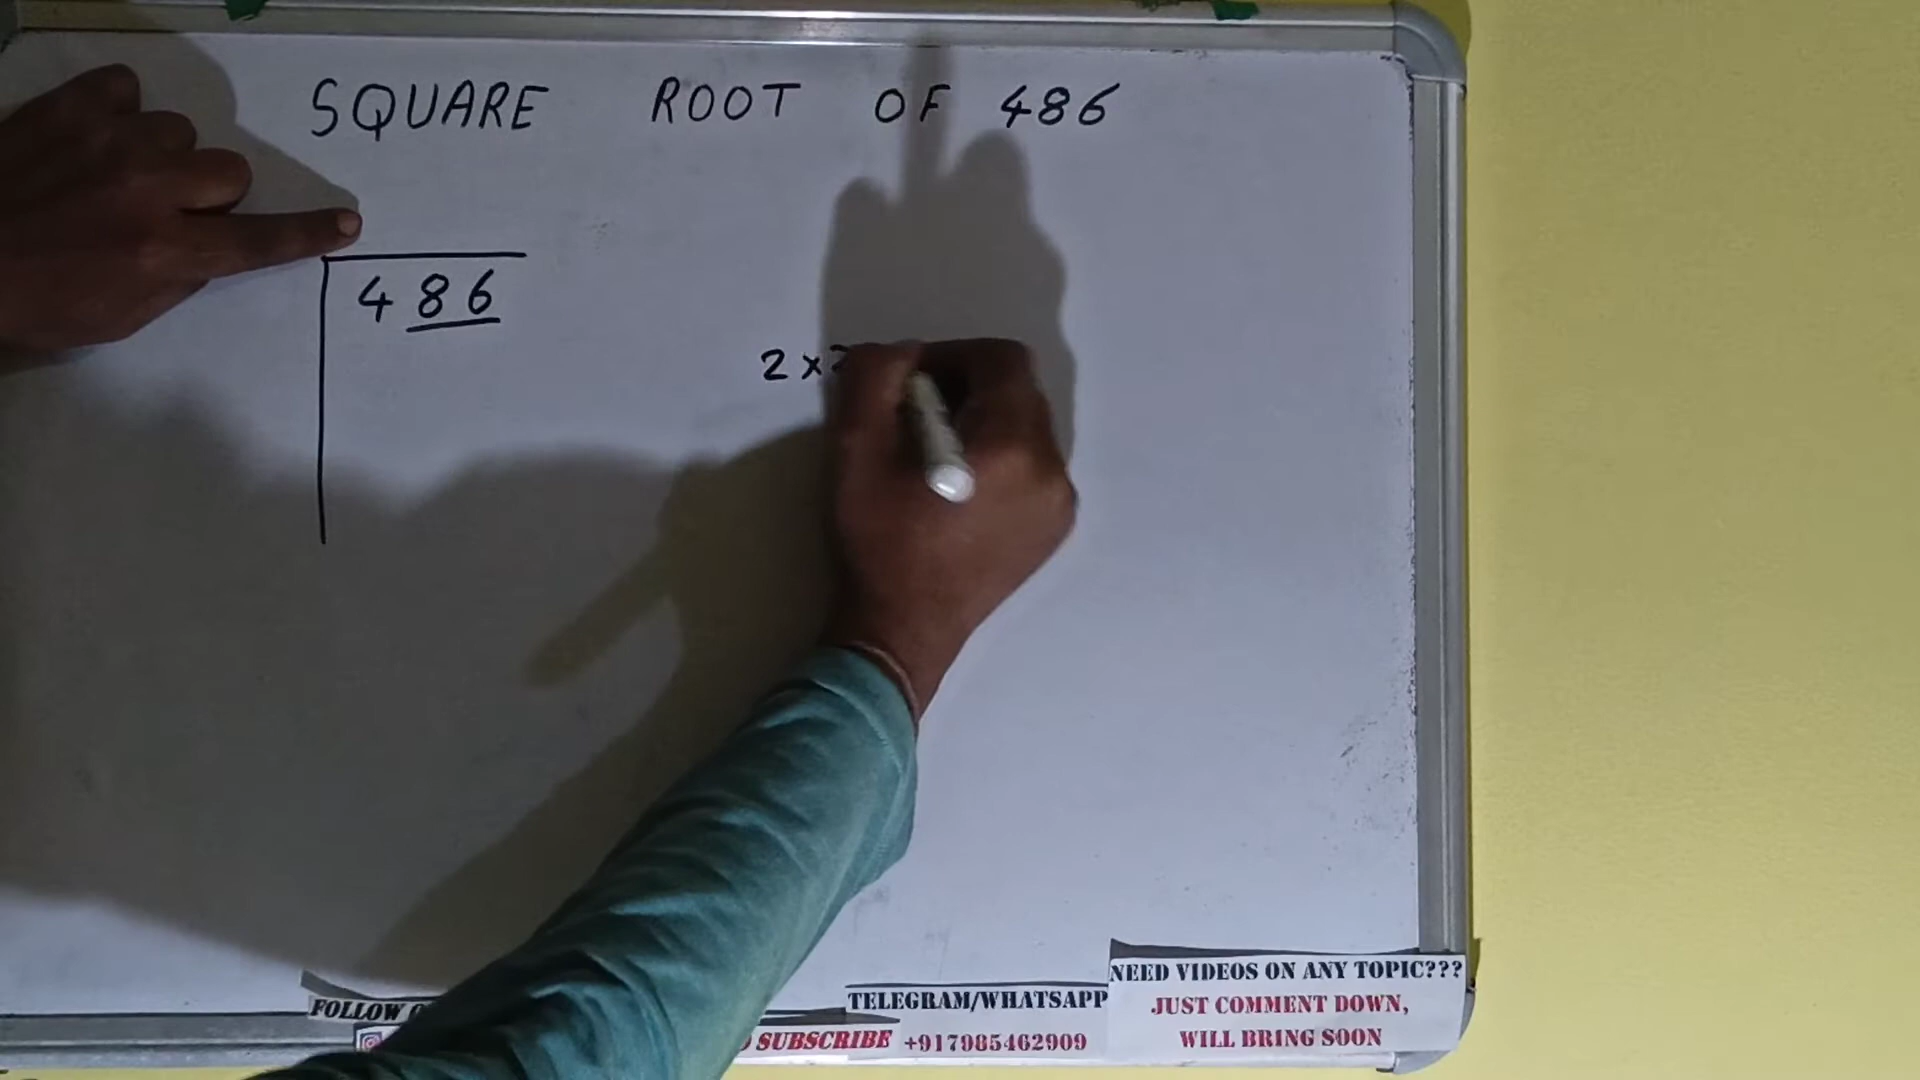 SQUARE ROOT OF 486
486
2 x
FOLLOW
TELEGRAM/WHATSAPP
SUBSCRIBE +917985462909
NEED VIDEOS ON ANY TOPIC???
JUST COMMENT DOWN,
WILL BRING SOON